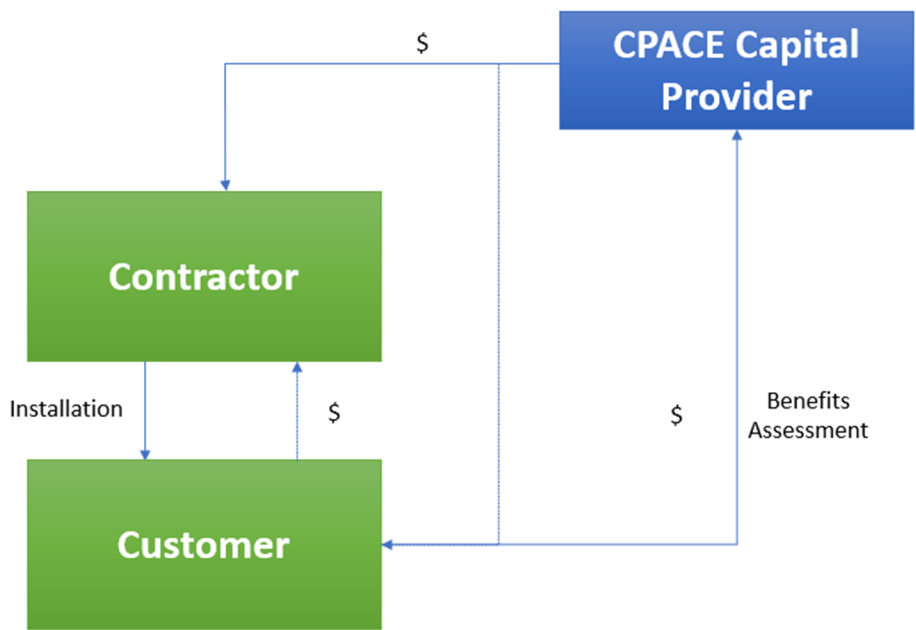 $
CPACE Capital
Provider
Contractor
Installation
$
$
Benefits
Assessment
Customer